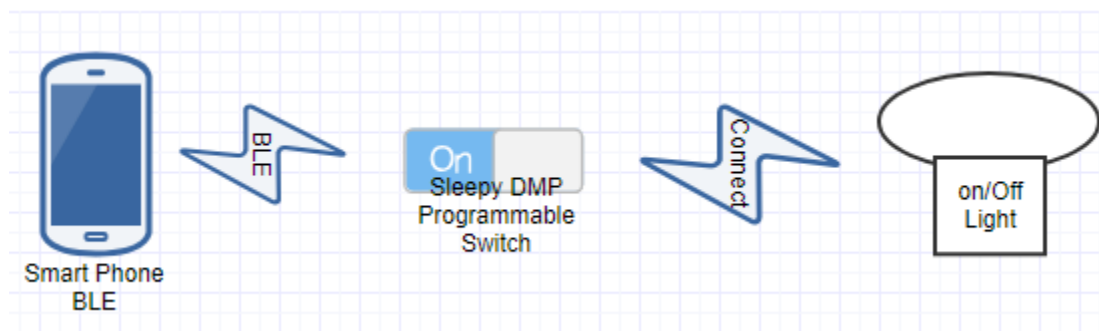 Smart Phone
BLE
BLE
On
Sleepy DMP
Programmable
Switch
Connect
on/Off
Light